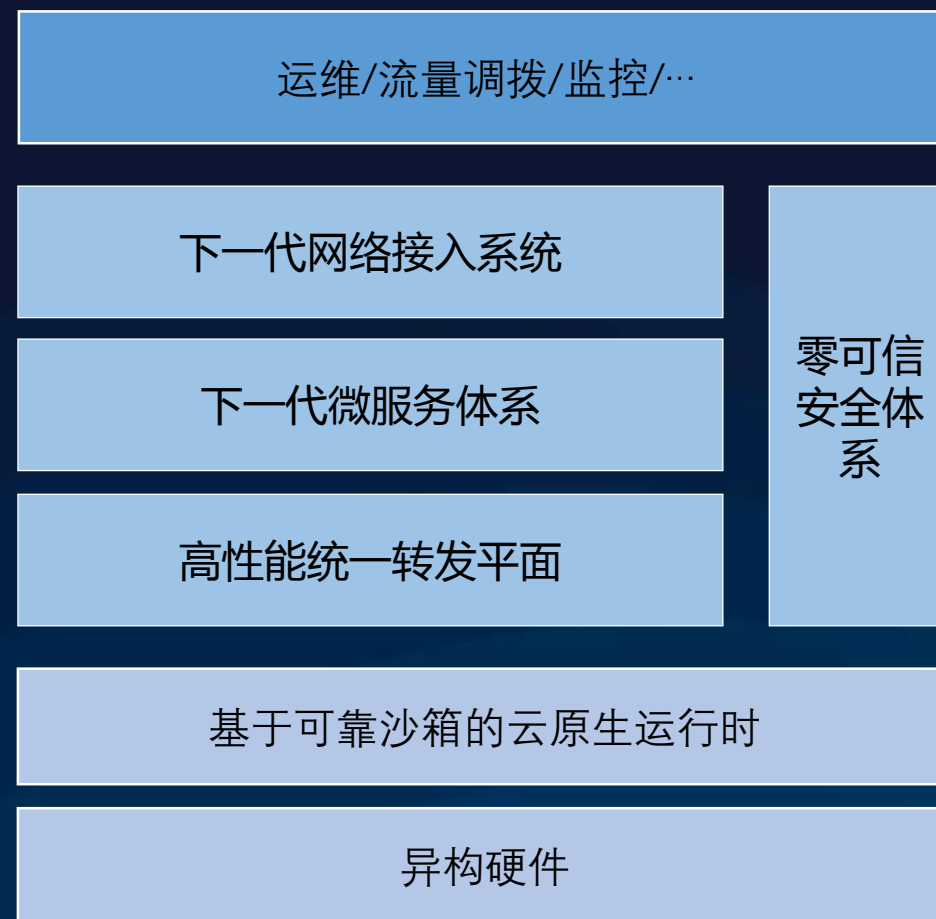 运维/流量调拨/监控/…
下一代网络接入系统
下一代微服务体系
高性能统一转发平面
零可信
安全体
系
基于可靠沙箱的云原生运行时
异构硬件